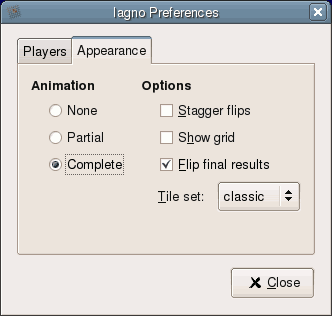 Iagno Preferences
Players Appearance
Animation Options
None Stagger flips
Partial Show grid
Complete Flip final results
Tile set: classic
Close